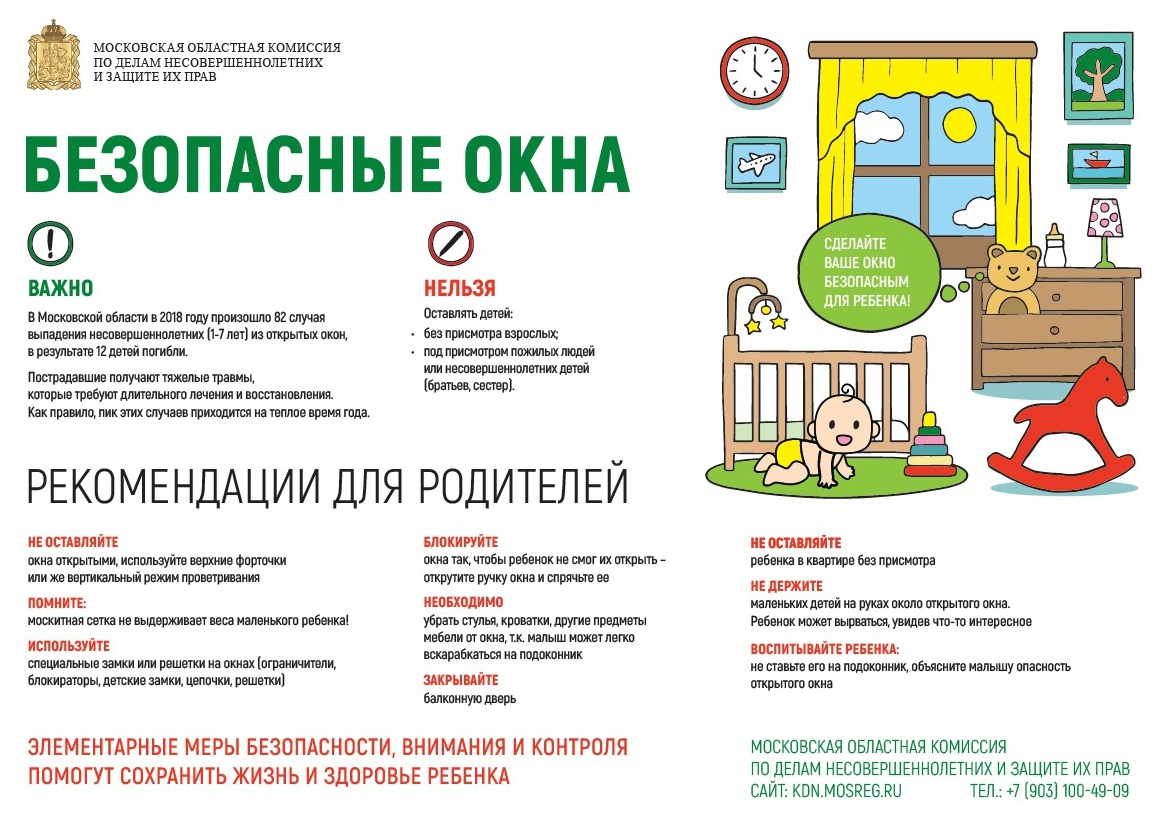 МОСКОВСКАЯ ОБЛАСТНАЯ КОМИССИЯ
ПО ДЕЛАМ НЕСОВЕРШЕННОЛЕТНИХ
И ЗАЩИТЕ ИХ ПРАВ
БЕЗОПАСНЫЕ ОКНА
ВАЖНО
В Московской области в 2018 году произошло 82 случая
выпадения несовершеннолетних (1-7 лет) из открытых окон,
в результате 12 детей погибли.
Пострадавшие получают тяжелые травмы,
которые требуют длительного лечения и восстановления.
Как правило, пик этих случаев приходится на теплое время года.
НЕЛЬЗЯ
Оставлять детей:
· без присмотра взрослых;
· под присмотром пожилых людей
или несовершеннолетних детей
(братьев, сестер).
СДЕЛАЙТЕ
ВАШЕ ОКНО
БЕЗОПАСНЫМ
ДЛЯ РЕБЕНКА!
РЕКОМЕНДАЦИИ ДЛЯ РОДИТЕЛЕЙ
НЕ ОСТАВЛЯЙТЕ
окна открытыми, используйте верхние форточки
или же вертикальный режим проветривания
ПОМНИТЕ:
москитная сетка не выдерживает веса маленького ребенка!
ИСПОЛЬЗУЙТЕ
специальные замки или решетки на окнах (ограничители,
блокираторы, детские замки, цепочки, решетки)
БЛОКИРУЙТЕ
окна так, чтобы ребенок не смог их открыть –
открутите ручку окна и спрячьте ее
НЕОБХОДИМО
убрать стулья, кроватки, другие предметы
мебели от окна, т.к. малыш может легко
вскарабкаться на подоконник
ЗАКРЫВАЙТЕ
балконную дверь
НЕ ОСТАВЛЯЙТЕ
ребенка в квартире без присмотра
НЕ ДЕРЖИТЕ
маленьких детей на руках около открытого окна.
Ребенок может вырваться, увидев что-то интересное
ВОСПИТЫВАЙТЕ РЕБЕНКА:
не ставьте его на подоконник, объясните малышу опасность
открытого окна
ЭЛЕМЕНТАРНЫЕ МЕРЫ БЕЗОПАСНОСТИ, ВНИМАНИЯ И КОНТРОЛЯ
ПОМОГУТ СОХРАНИТЬ ЖИЗНЬ И ЗДОРОВЬЕ РЕБЕНКА
МОСКОВСКАЯ ОБЛАСТНАЯ КОМИССИЯ
ПО ДЕЛАМ НЕСОВЕРШЕННОЛЕТНИХ И ЗАЩИТЕ ИХ ПРАВ
САЙТ: KDN.MOSREG.RU ТЕЛ.: +7 (903) 100-49-09